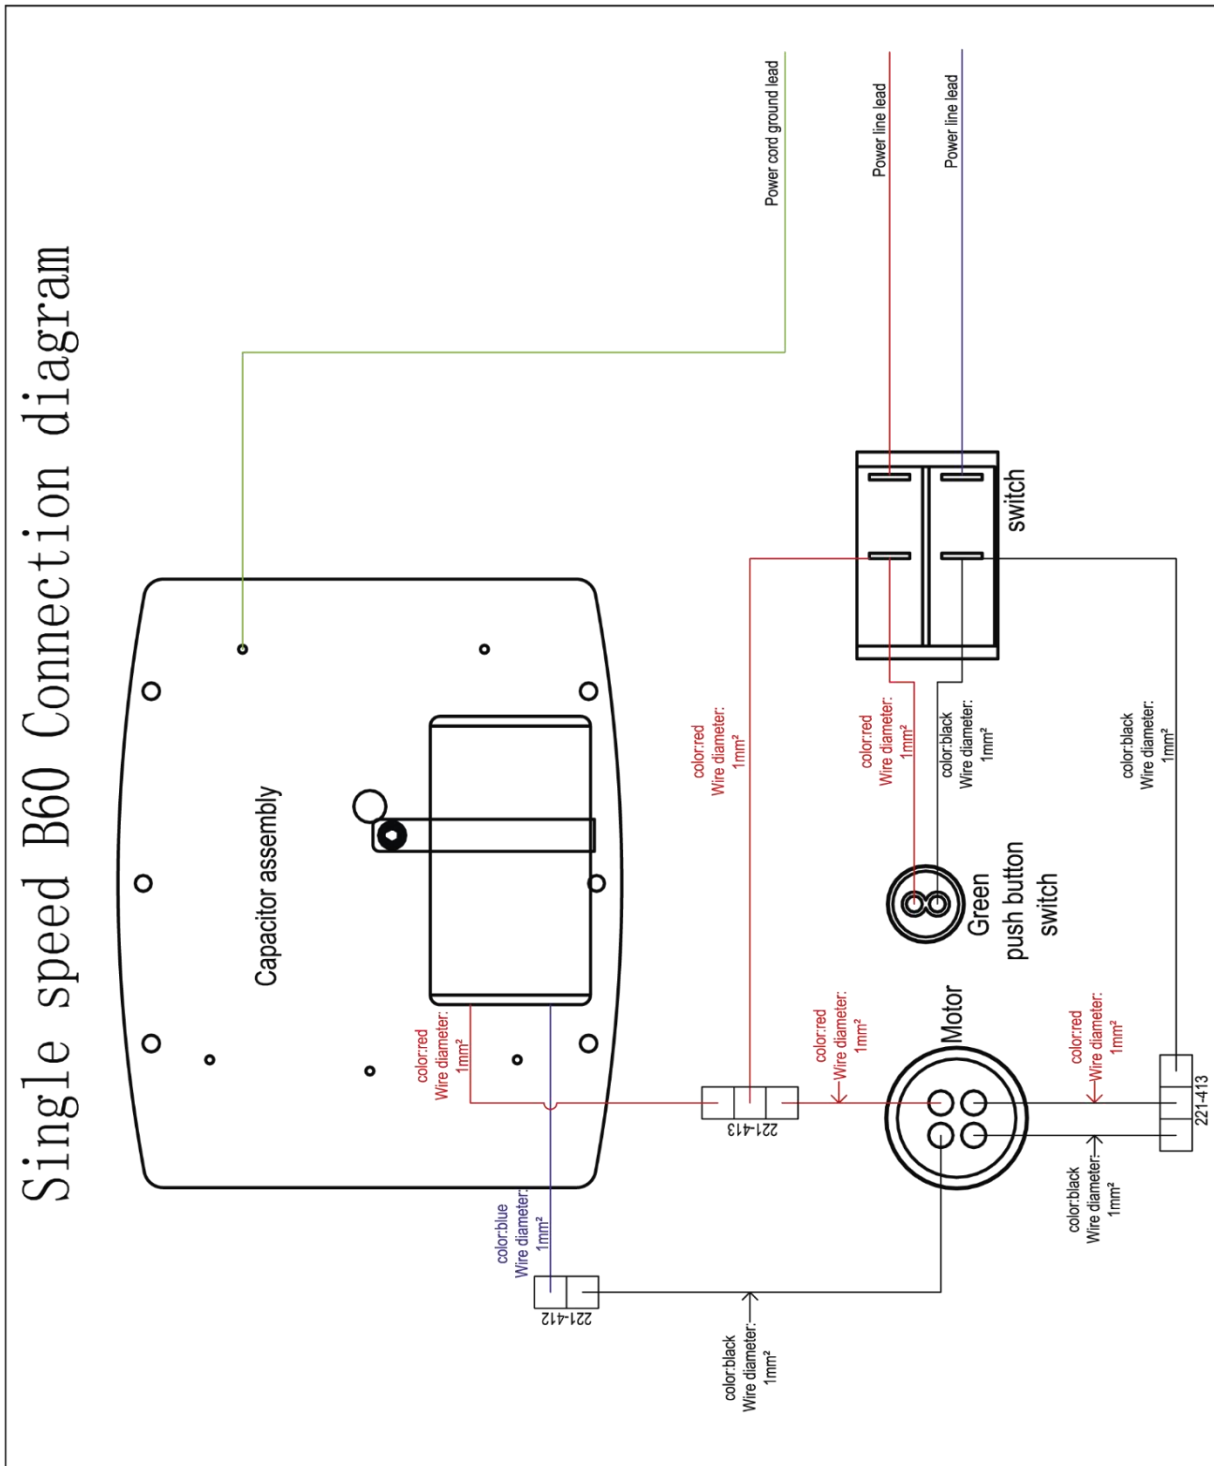 Single speed B60 Connection diagram
Capacitor assembly
Power cord ground lead
Power line lead
Power line lead
switch
color:red
Wire diameter:
1mm²
color:red
Wire diameter:
1mm²
color:black
Wire diameter:
1mm²
color:black
Wire diameter:
1mm²
Green
push button
switch
Motor
color:red
Wire diameter:
1mm²
color:red
Wire diameter:
1mm²
color:red
Wire diameter:
1mm²
221-413
221-413
color:blue
Wire diameter:
1mm²
color:black
Wire diameter:
1mm²
221-412
color:black
Wire diameter:
1mm²